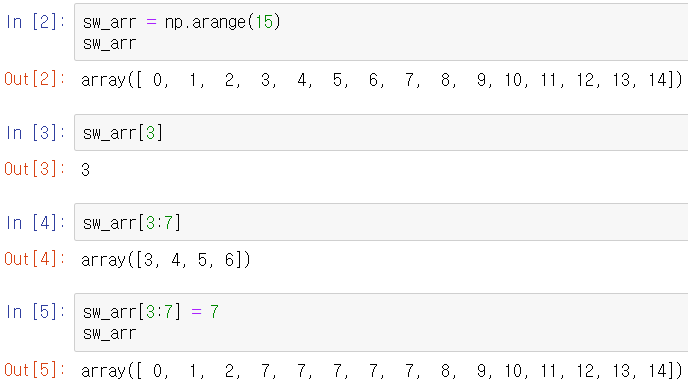 In [2]: sw_arr = np.arange(15)
sw_arr
Out[2]: array([ 0, 1, 2, 3, 4, 5, 6, 7, 8, 9, 10, 11, 12, 13, 14])
In [3]: sw_arr[3]
Out[3]: 3
In [4]: sw_arr[3:7]
Out[4]: array([3, 4, 5, 6])
In [5]: sw_arr[3:7] = 7
sw_arr
Out[5]: array([ 0, 1, 2, 7, 7, 7, 7, 7, 8, 9, 10, 11, 12, 13, 14])